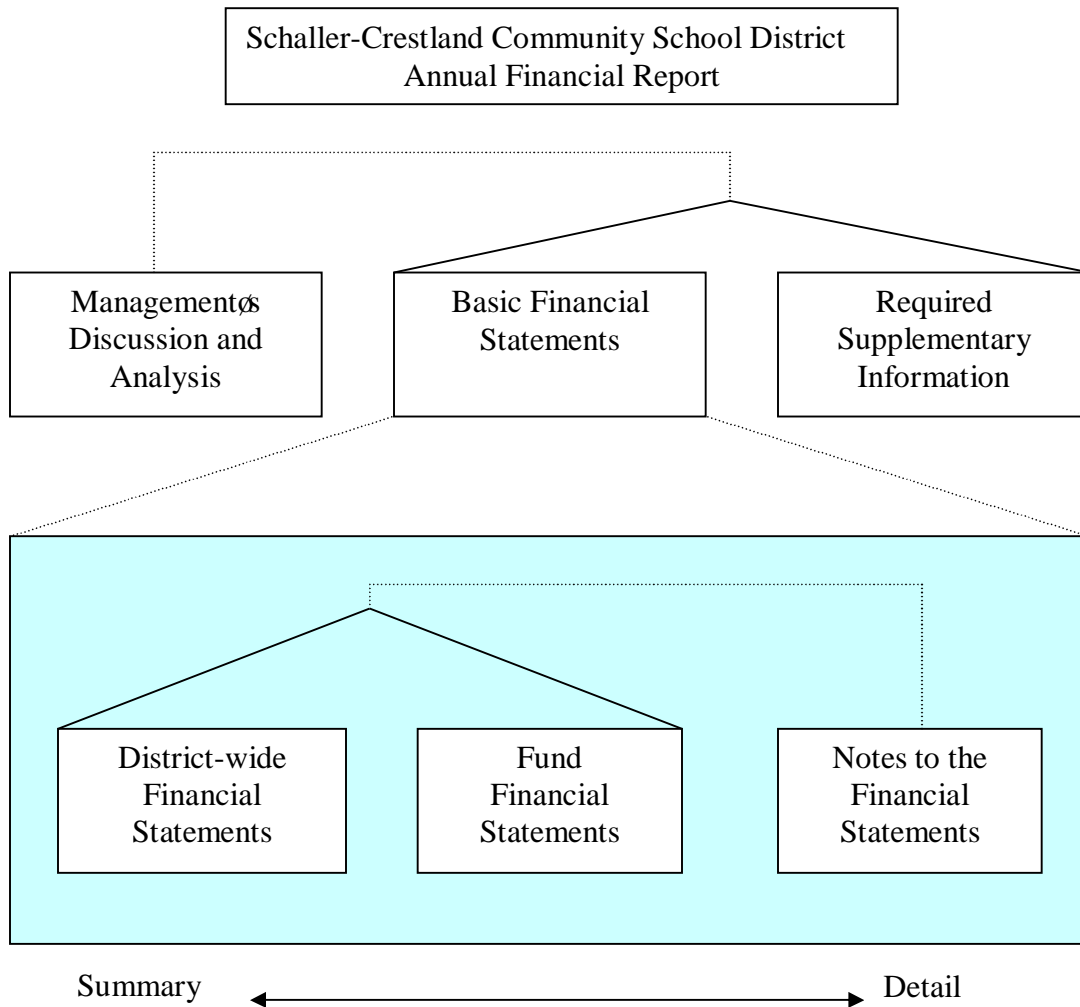 Schaller-Crestland Community School District
Annual Financial Report
Managementøs
Discussion and
Analysis
Basic Financial
Statements
Required
Supplementary
Information
District-wide
Financial
Statements
Fund
Financial
Statements
Notes to the
Financial
Statements
Summary
Detail